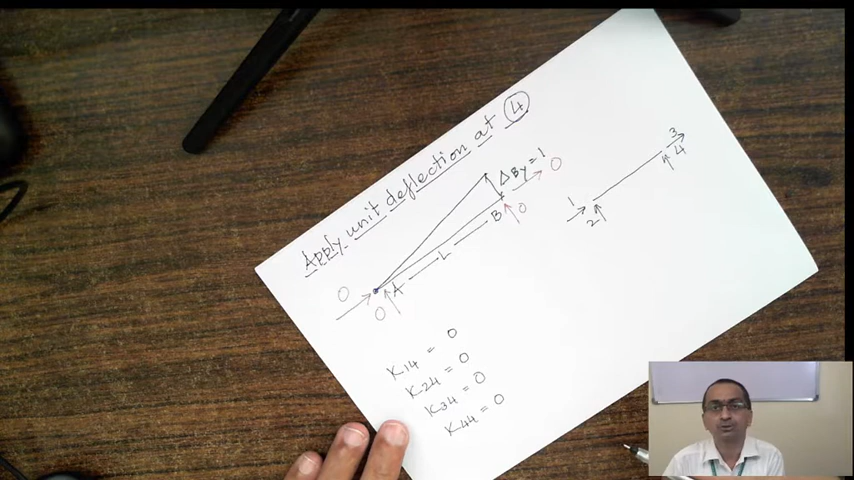 Apply unit deflection at 4
ΔBy = 1
0
B 0
L
A
0
0
K14 = 0
K24 = 0
K34 = 0
K44 = 0
3
4
1
2